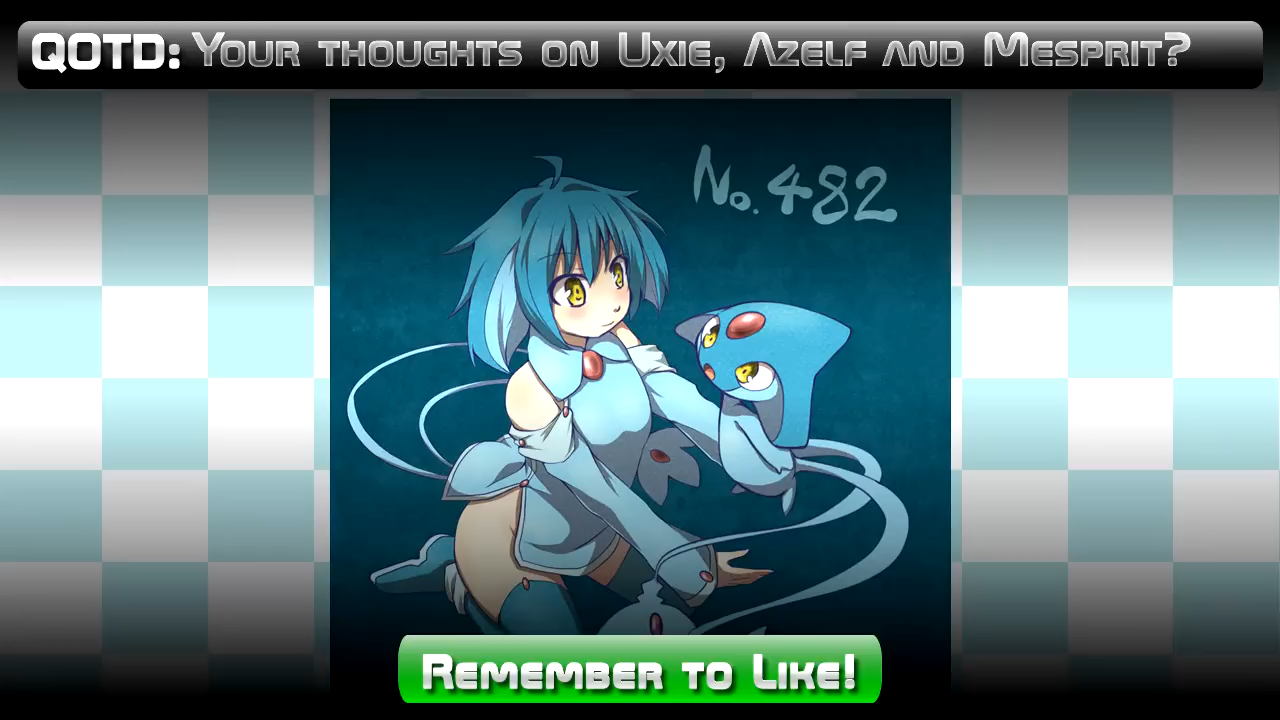 QOTD: Your thoughts on Uxie, Azelf and Mesprit?
No. 482
Remember to Like!